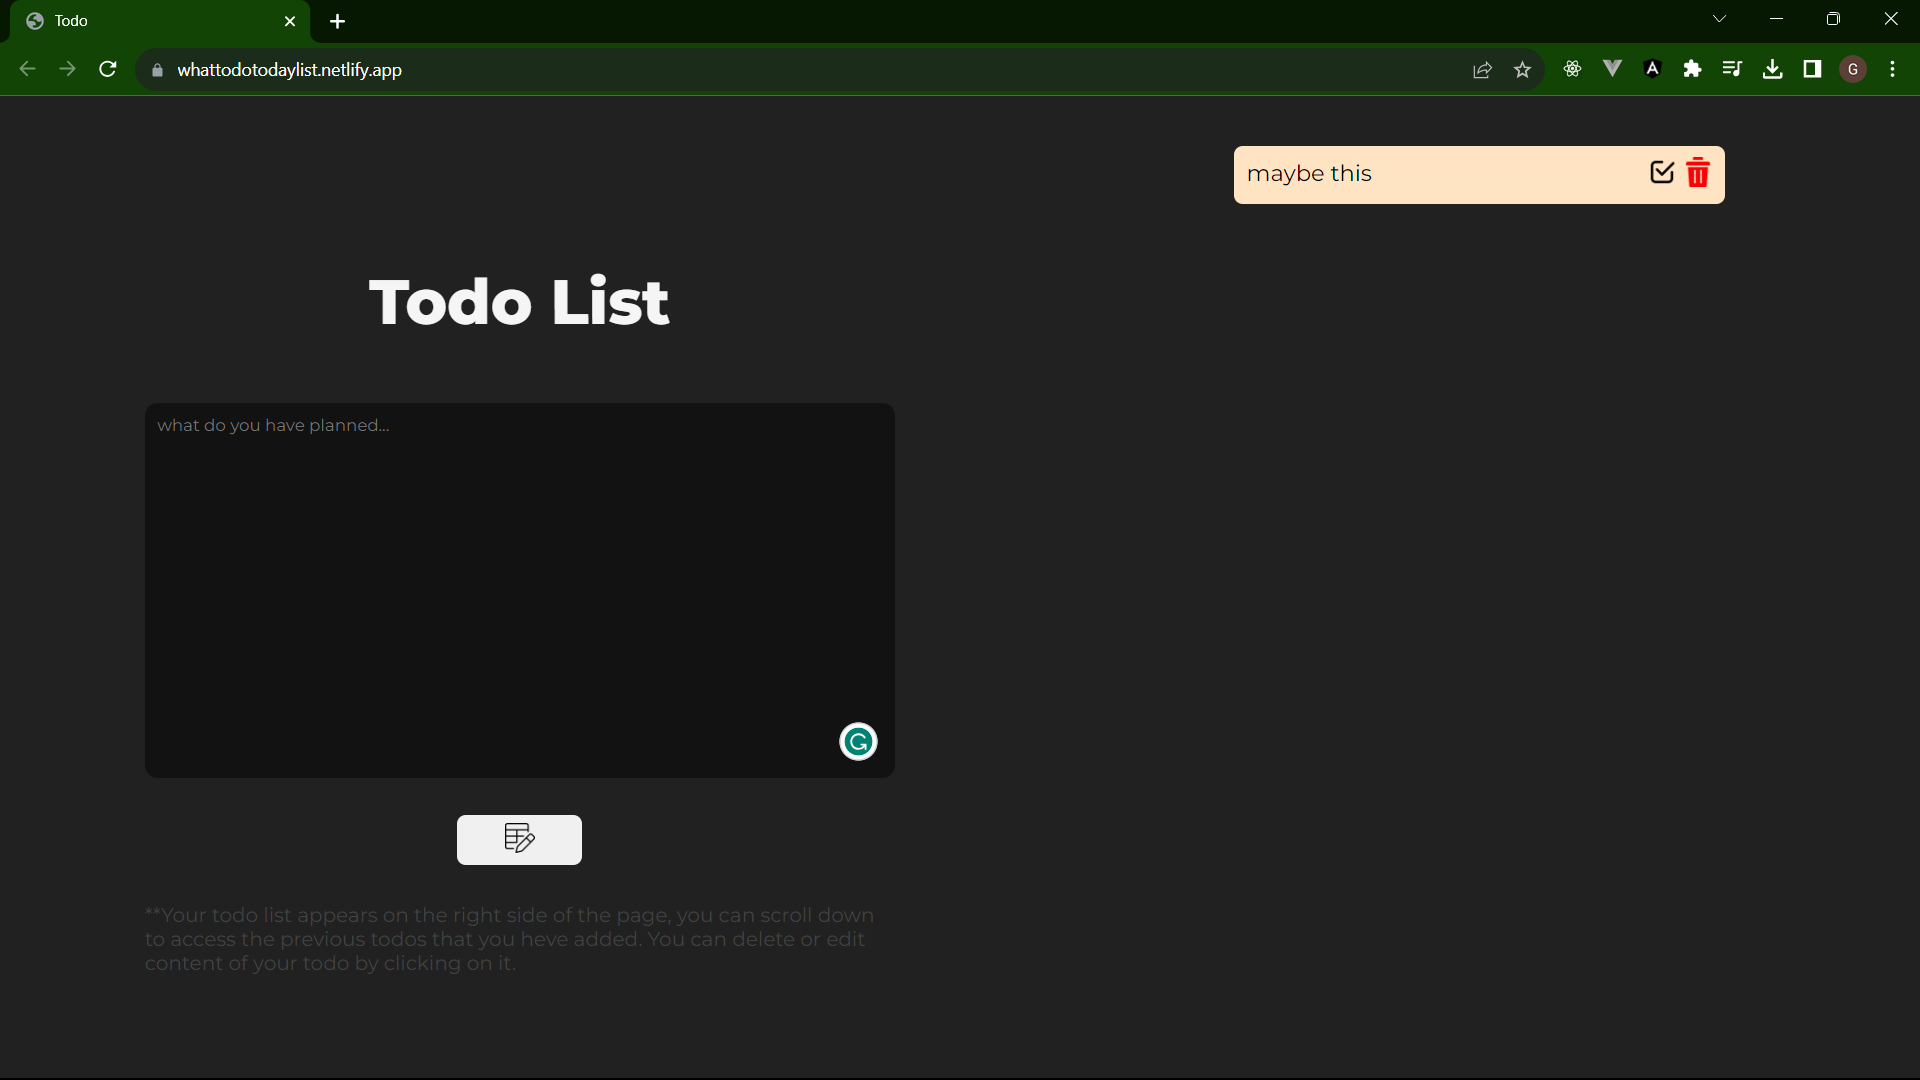 Todo
whattodotodaylist.netlify.app
G
maybe this
Todo List
what do you have planned...
**Your todo list appears on the right side of the page, you can scroll down
to access the previous todos that you heve added. You can delete or edit
content of your todo by clicking on it.